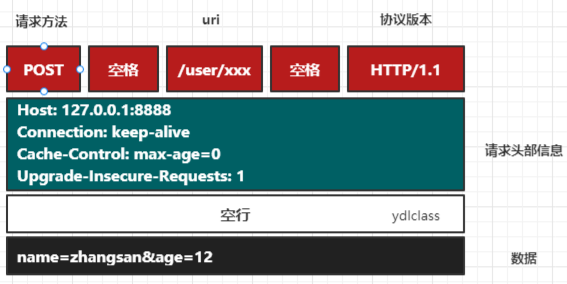 请求方法 uri 协议版本
POST 空格 /user/xxx 空格 HTTP/1.1
Host: 127.0.0.1:8888
Connection: keep-alive
Cache-Control: max-age=0
Upgrade-Insecure-Requests: 1
请求头部信息
空行 ydlclass
name=zhangsan&age=12 数据